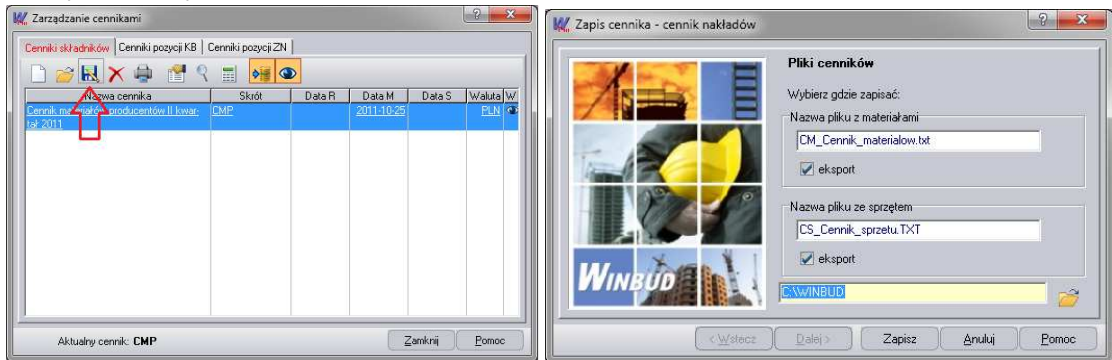 Zarządzanie cennikami
Cenniki składników
Cenniki pozycji KB
Cenniki pozycji ZN
Nazwa cennika
Skrót
Data R
Data M
Data S
Waluta
W
Cennik materiałów producentów II kwar-
tał 2011
CMP
2011-10-25
PLN
Aktualny cennik: CMP
Zamknij
Pomoc
Zapis cennika - cennik nakładów
Pliki cenników
Wybierz gdzie zapisać:
Nazwa pliku z materiałami
CM_Cennik_materialow.txt
eksport
Nazwa pliku ze sprzętem
CS_Cennik_sprzetu.TXT
eksport
C:\WINBUD
WINBUD
< Wstecz
Dalej >
Zapisz
Anuluj
Pomoc